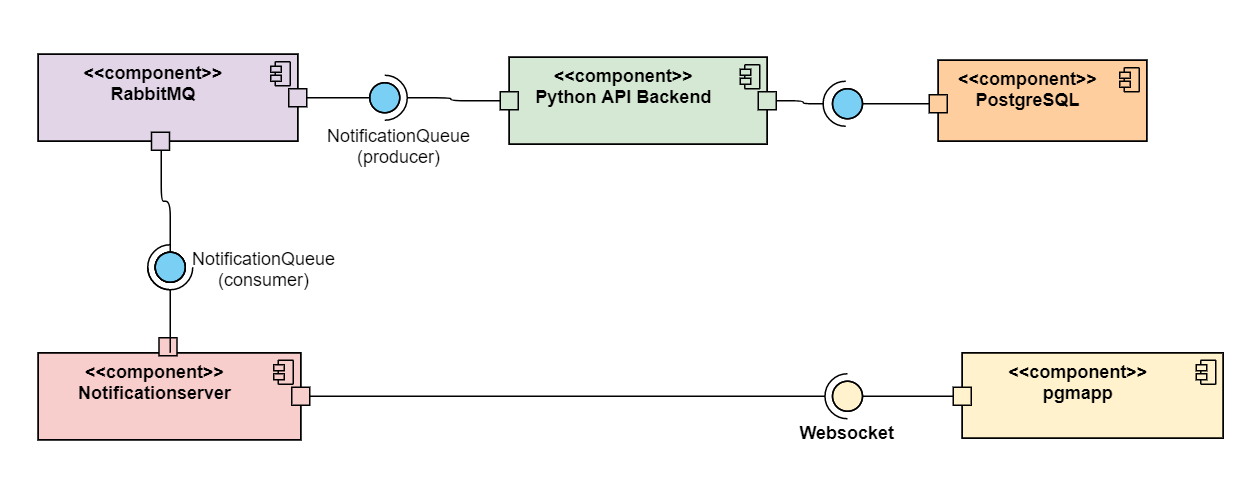 <<component>>
RabbitMQ
NotificationQueue
(producer)
<<component>>
Python API Backend
<<component>>
PostgreSQL
NotificationQueue
(consumer)
<<component>>
Notificationserver
Websocket
<<component>>
pgmapp